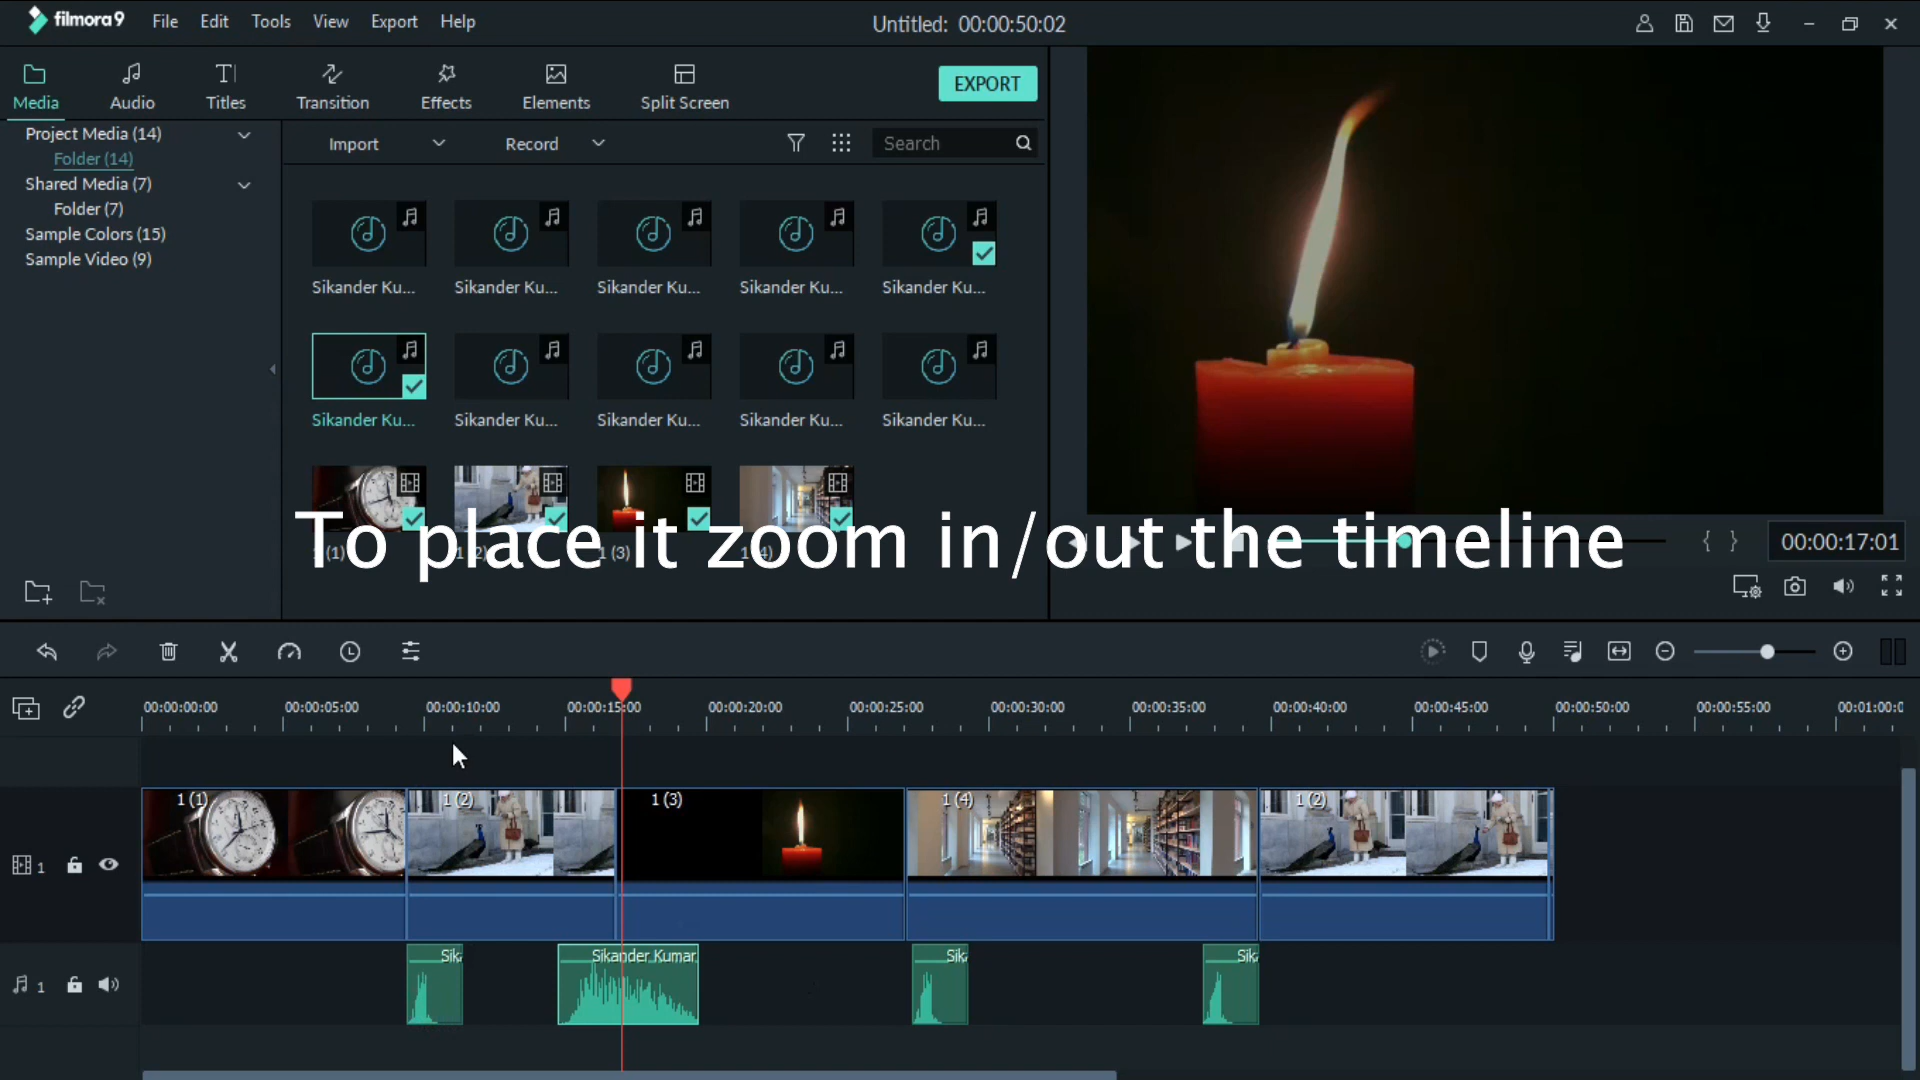 filmora9 File Edit Tools View Export Help Untitled: 00:00:50:02
Media Audio Titles Transition Effects Elements Split Screen EXPORT
Project Media (14)
Folder (14)
Shared Media (7)
Folder (7)
Sample Colors (15)
Sample Video (9)
Import Record Search
Sikander Ku... Sikander Ku... Sikander Ku... Sikander Ku... Sikander Ku...
Sikander Ku... Sikander Ku... Sikander Ku... Sikander Ku... Sikander Ku...
To place it zoom in/out the timeline
00:00:17:01
00:00:00:00 00:00:05:00 00:00:10:00 00:00:15:00 00:00:20:00 00:00:25:00 00:00:30:00 00:00:35:00 00:00:40:00 00:00:45:00 00:00:50:00 00:00:55:00 00:01:00:0
1 (1) 1 (2) 1 (3) 1 (4) 1 (2)
1
Sik Sikander Kumar Sik Sik
1